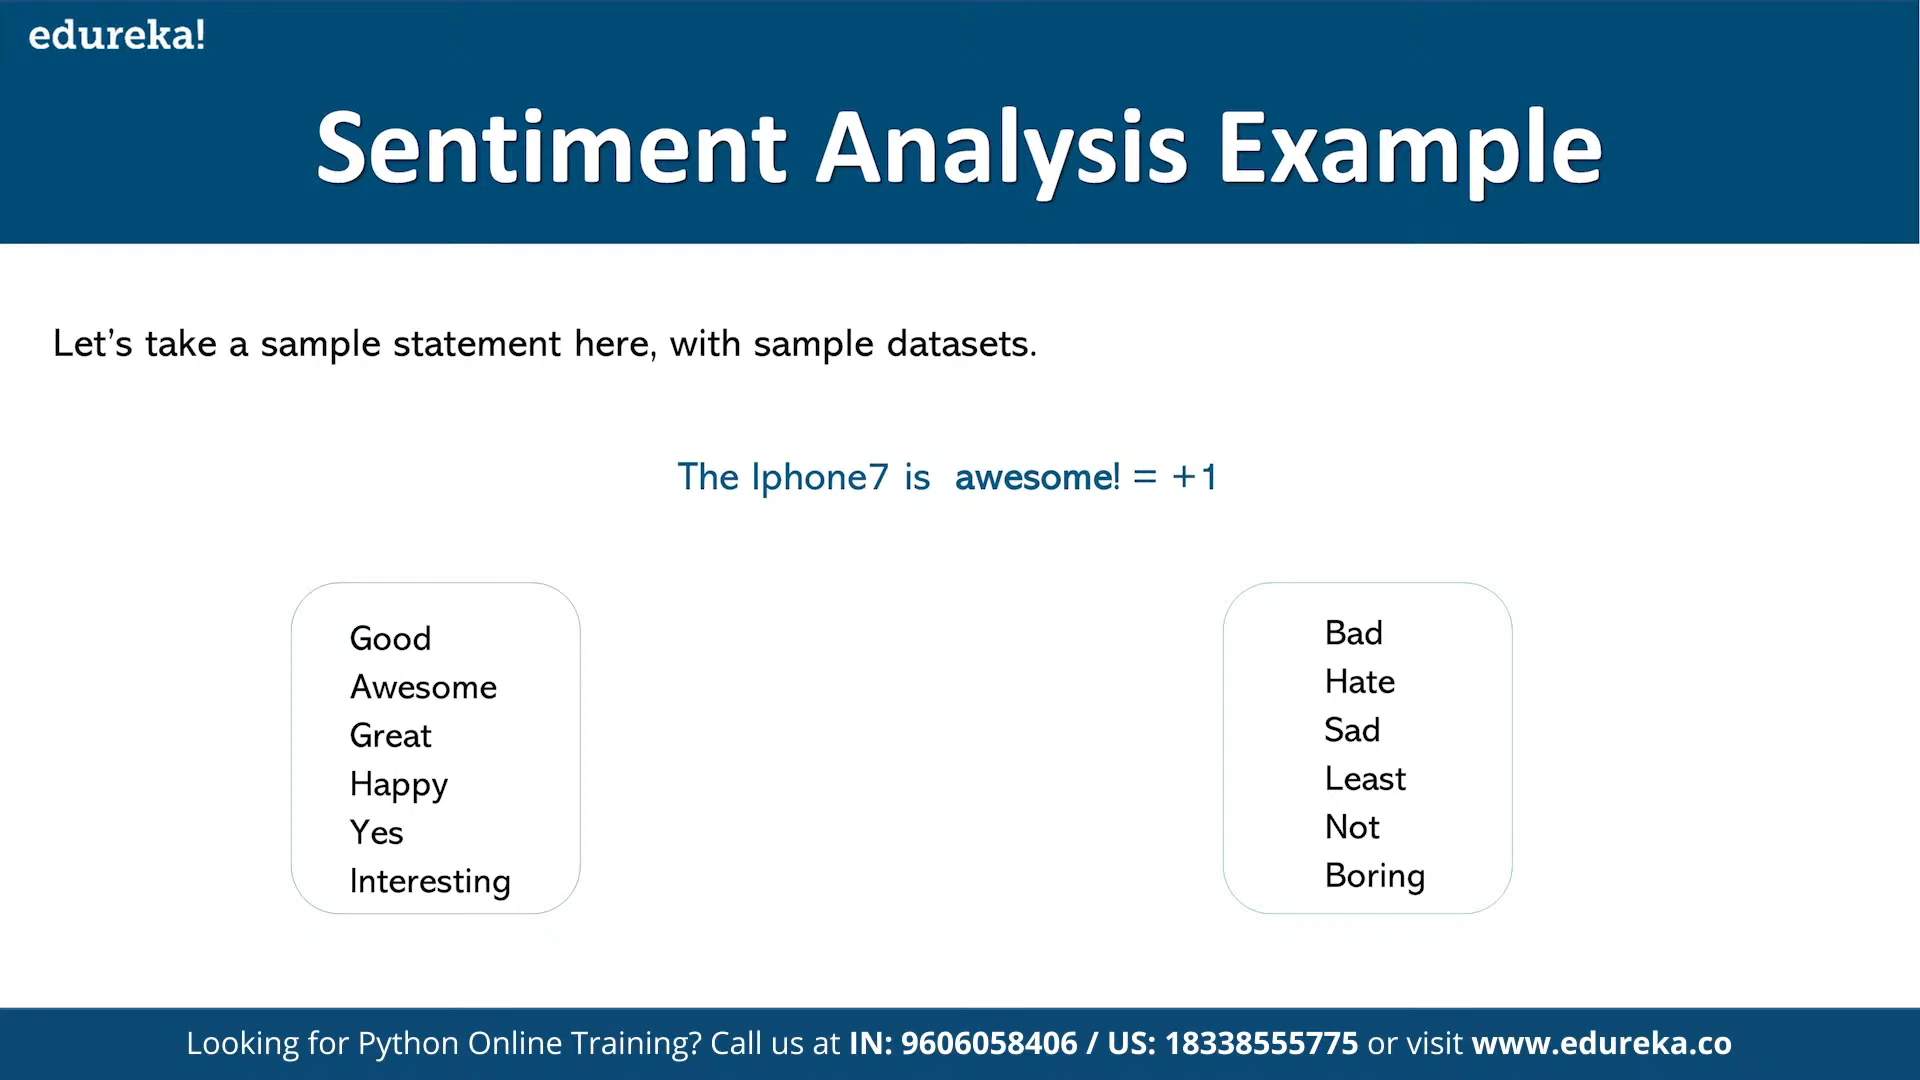 edureka!
Sentiment Analysis Example
Let’s take a sample statement here, with sample datasets.
The Iphone7 is awesome! = +1
Good
Awesome
Great
Happy
Yes
Interesting
Bad
Hate
Sad
Least
Not
Boring
Looking for Python Online Training? Call us at IN: 9606058406 / US: 18338555775 or visit www.edureka.co